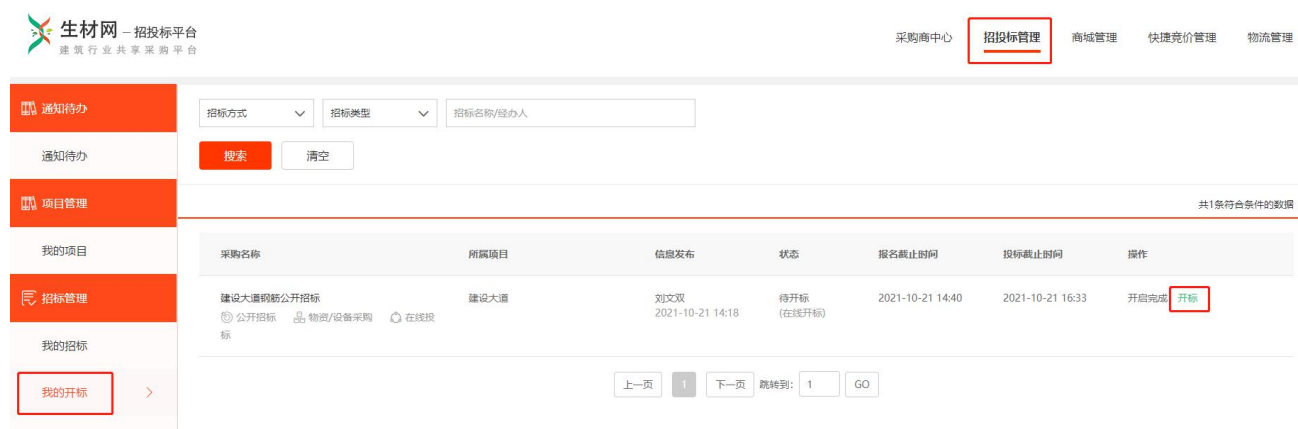 生材网 – 招投标平台
建筑行业共享采购平台
采购商中心 招投标管理 商城管理 快捷竞价管理 物流管理
通知待办
招标方式 招标类型 招标名称/经办人
通知待办
搜索 清空
项目管理
共1条符合条件的数据
我的项目
采购名称 所属项目 信息发布 状态 报名截止时间 投标截止时间 操作
招标管理
建设大道钢筋公开招标 建设大道 刘文双 待开标 2021-10-21 14:40 2021-10-21 16:33 开启完成 开标
公开招标 物资/设备采购 在线投 2021-10-21 14:18 (在线开标)
标
我的招标
我的开标
上一页 1 下一页 跳转到: 1 GO